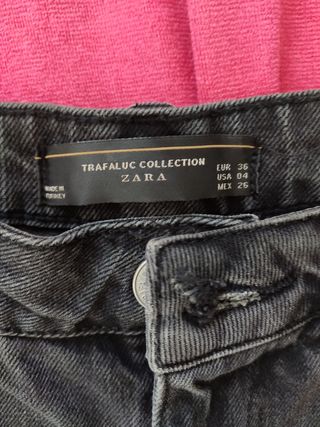 TRAFALUC COLLECTION
ZARA
MADE IN
TURKEY
EUR 36
USA 04
MEX 26